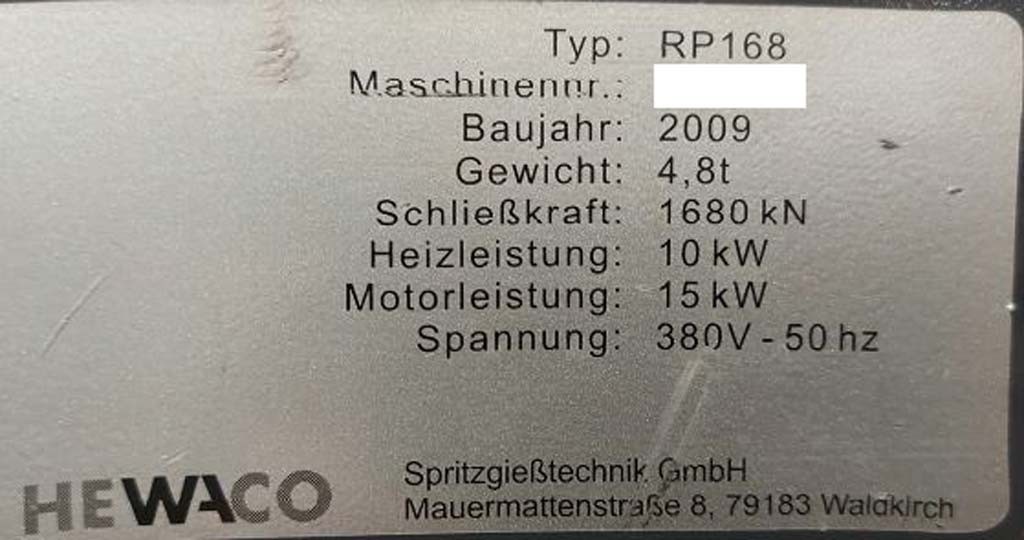 Typ: RP168
Maschinennr.:
Baujahr: 2009
Gewicht: 4,8t
Schließkraft: 1680 kN
Heizleistung: 10 kW
Motorleistung: 15 kW
Spannung: 380V - 50 hz
HEWACO
Spritzgießtechnik GmbH
Mauermattenstraße 8, 79183 Waldkirch